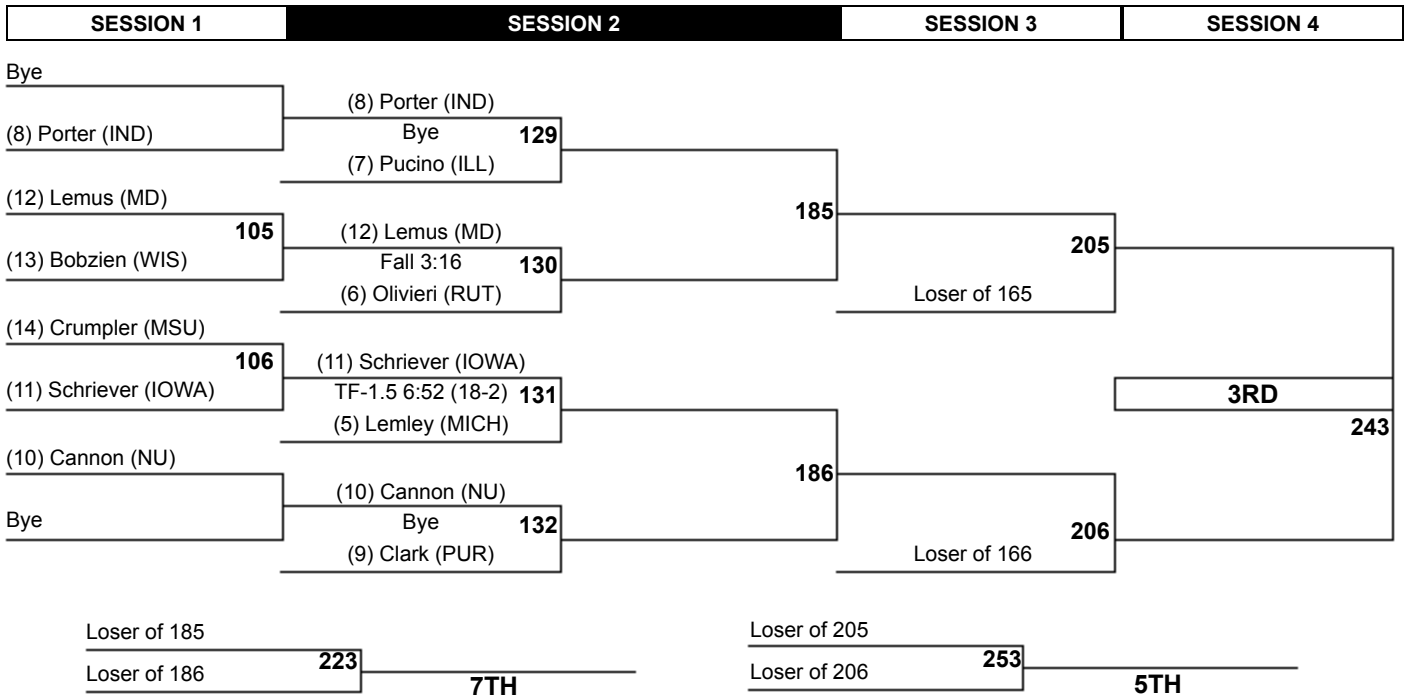 SESSION 1
SESSION 2
SESSION 3
SESSION 4
Bye
(8) Porter (IND)
(12) Lemus (MD)
105
(13) Bobzien (WIS)
(14) Crumpler (MSU)
106
(11) Schriever (IOWA)
(10) Cannon (NU)
Bye
(8) Porter (IND)
Bye 129
(7) Pucino (ILL)
(12) Lemus (MD)
Fall 3:16 130
(6) Olivieri (RUT)
(11) Schriever (IOWA)
TF-1.5 6:52 (18-2) 131
(5) Lemley (MICH)
(10) Cannon (NU)
Bye 132
(9) Clark (PUR)
185
186
205
Loser of 165
206
Loser of 166
3RD
243
Loser of 185
223
Loser of 186
7TH
Loser of 205
253
Loser of 206
5TH